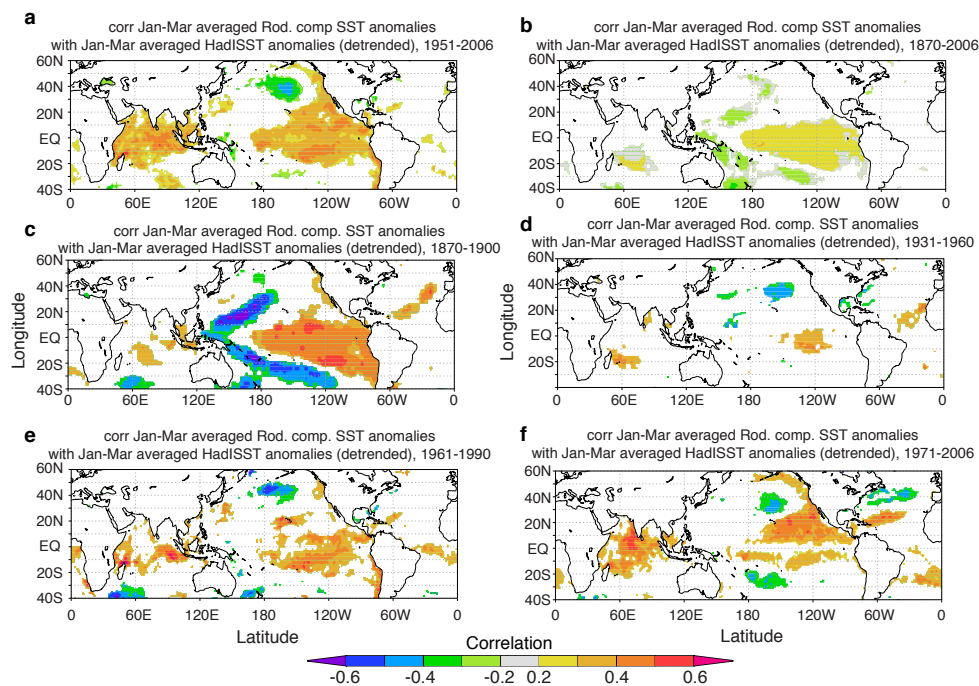 a
corr Jan-Mar averaged Rod. comp SST anomalies
with Jan-Mar averaged HadISST anomalies (detrended), 1951-2006
60N
40N
20N
EQ
20S
40S
0 60E 120E 180 120W 60W 0
b
corr Jan-Mar averaged Rod. comp SST anomalies
with Jan-Mar averaged HadISST anomalies (detrended), 1870-2006
60N
40N
20N
EQ
20S
40S
0 60E 120E 180 120W 60W 0
c
corr Jan-Mar averaged Rod. comp. SST anomalies
with Jan-Mar averaged HadISST anomalies (detrended), 1870-1900
60N
40N
20N
EQ
20S
40S
0 60E 120E 180 120W 60W 0
Longitude
d
corr Jan-Mar averaged Rod. comp. SST anomalies
with Jan-Mar averaged HadISST anomalies (detrended), 1931-1960
60N
40N
20N
EQ
20S
40S
0 60E 120E 180 120W 60W 0
Longitude
e
corr Jan-Mar averaged Rod. comp. SST anomalies
with Jan-Mar averaged HadISST anomalies (detrended), 1961-1990
60N
40N
20N
EQ
20S
40S
0 60E 120E 180 120W 60W 0
Latitude
f
corr Jan-Mar averaged Rod. comp. SST anomalies
with Jan-Mar averaged HadISST anomalies (detrended), 1971-2006
60N
40N
20N
EQ
20S
40S
0 60E 120E 180 120W 60W 0
Latitude
Correlation
-0.6 -0.4 -0.2 0.2 0.4 0.6